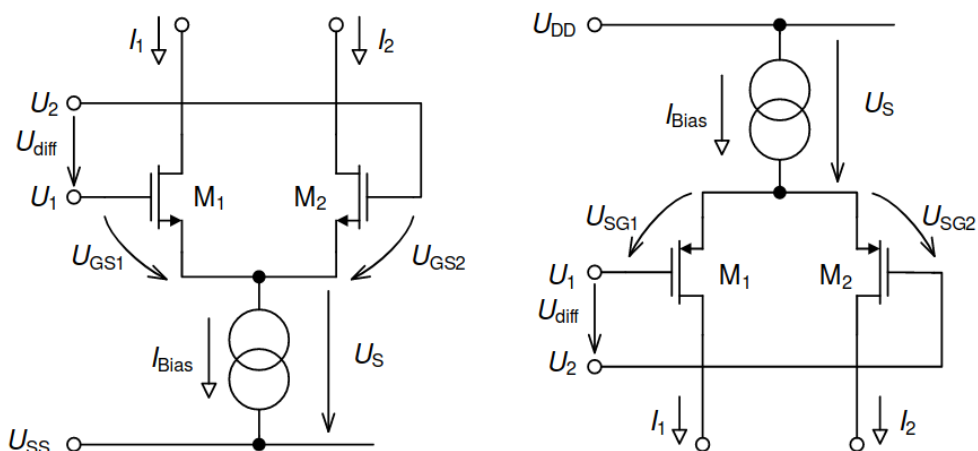 I1
I2
U2
Udiff
U1
M1
M2
UGS1
UGS2
IBias
US
USS
UDD
IBias
US
USG1
USG2
U1
M1
M2
Udiff
U2
I1
I2